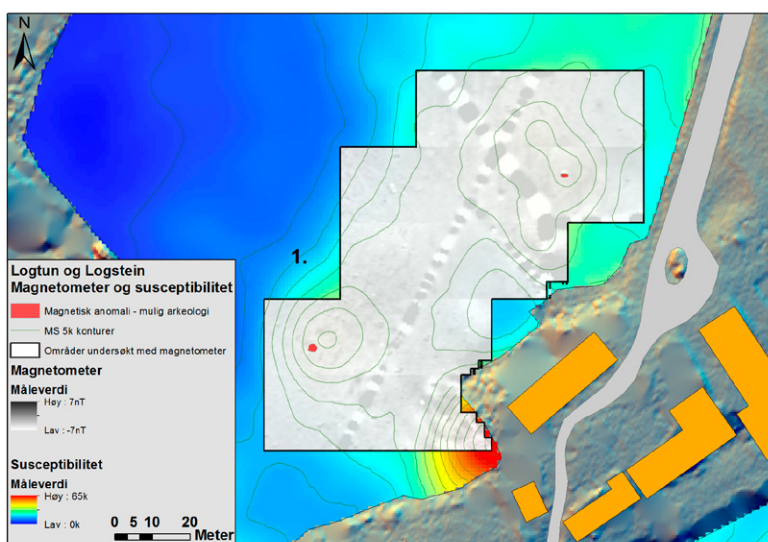 N
1.
Logtun og Logstein
Magnetometer og susceptibilitet
Magnetisk anomali - mulig arkeologi
MS 5k konturer
Områder undersøkt med magnetometer
Magnetometer
Måleverdi
Høy : 7nT
Lav : -7nT
Susceptibilitet
Måleverdi
Høy : 65k
Lav : 0k
0 5 10 20
Meter